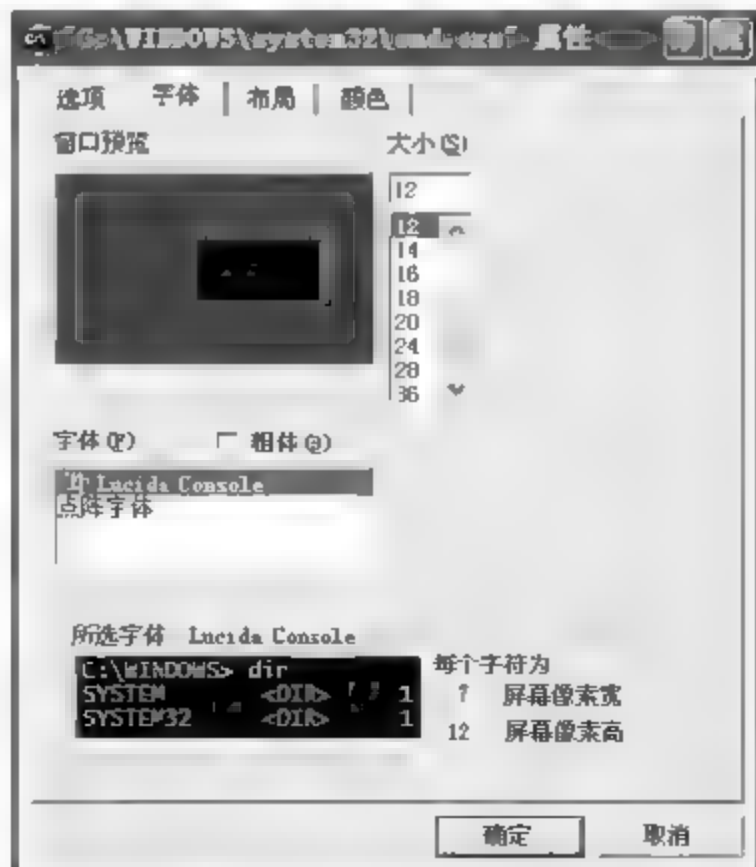 \WINDOWS\system32\cmd.exe 属性
选项 字体 布局 颜色
窗口预览 大小(S)
12
12
14
16
18
20
24
28
36
字体(F) 粗体(B)
Lucida Console
点阵字体
所选字体 Lucida Console
C:\WINDOWS> dir
SYSTEM <DIR> 1
SYSTEM32 <DIR> 1
每个字符为
7 屏幕像素宽
12 屏幕像素高
确定 取消